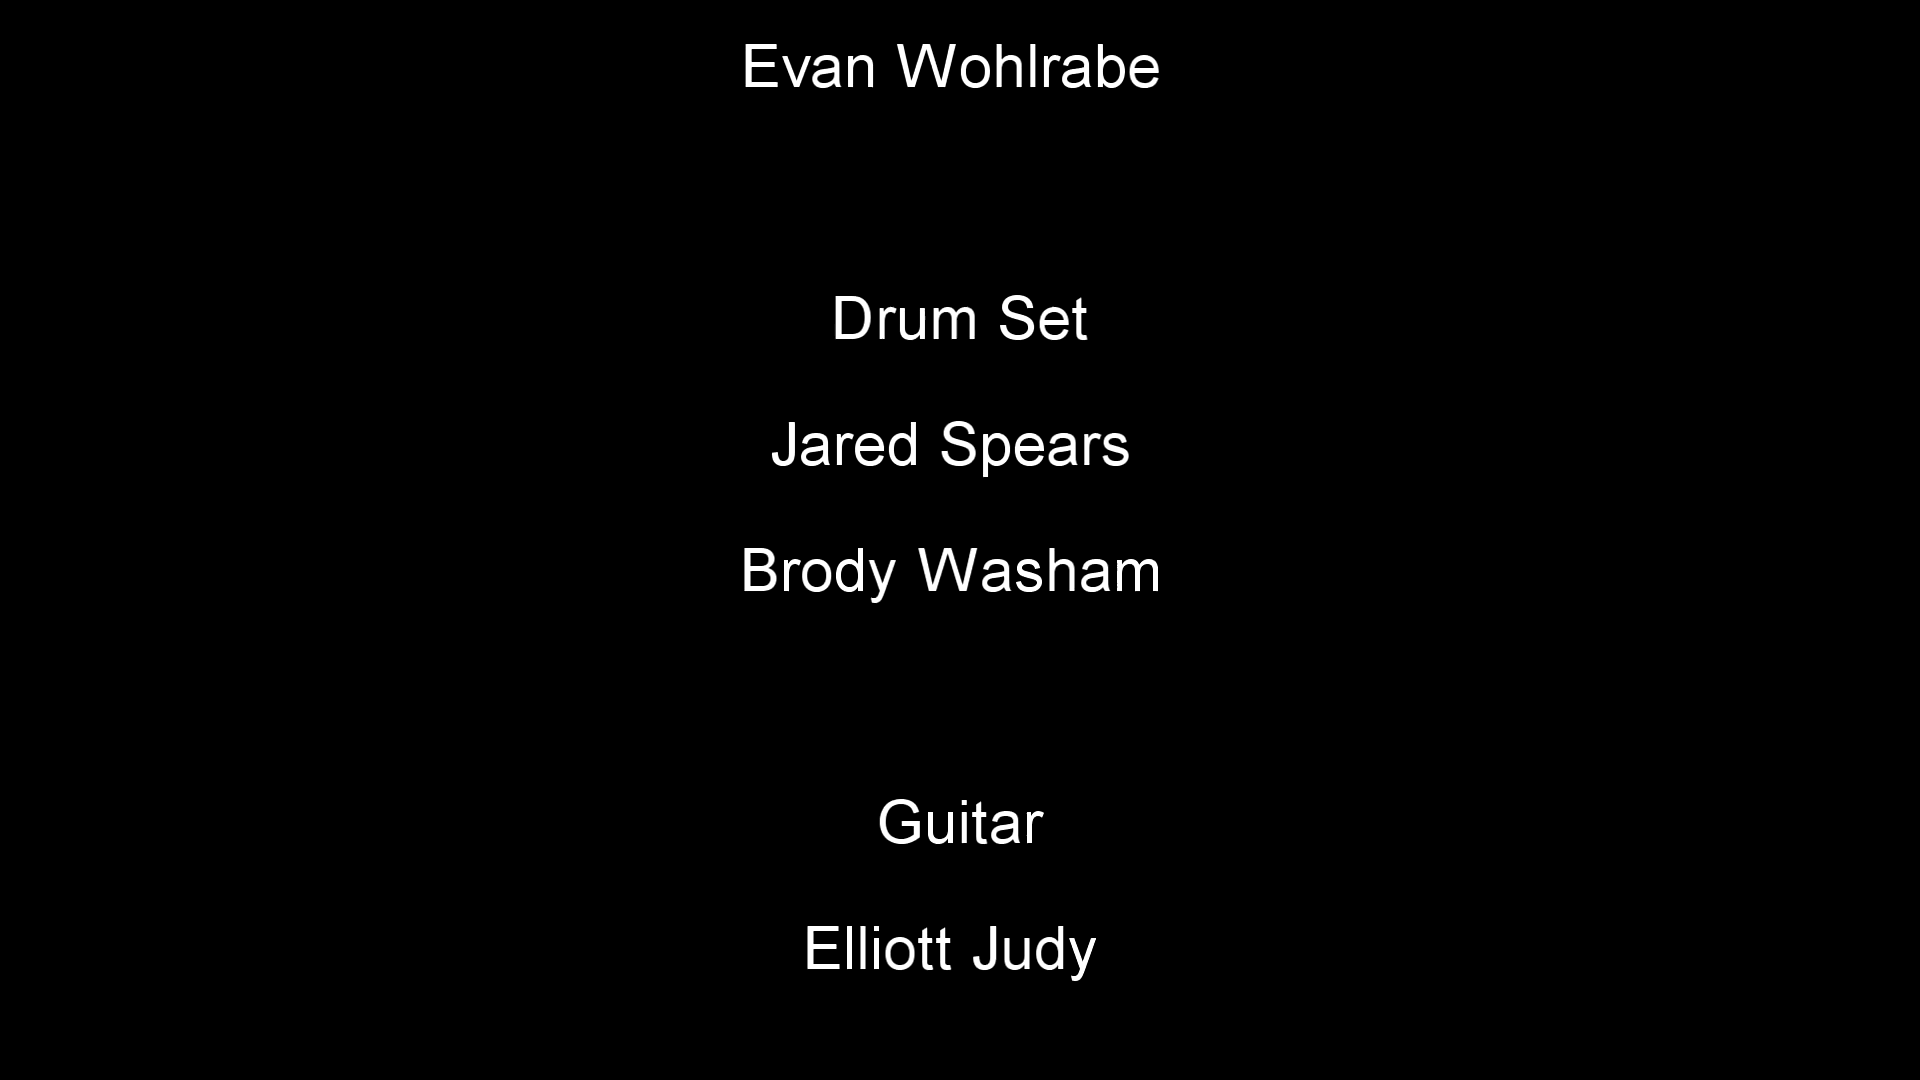 Evan Wohlrabe
Drum Set
Jared Spears
Brody Washam
Guitar
Elliott Judy